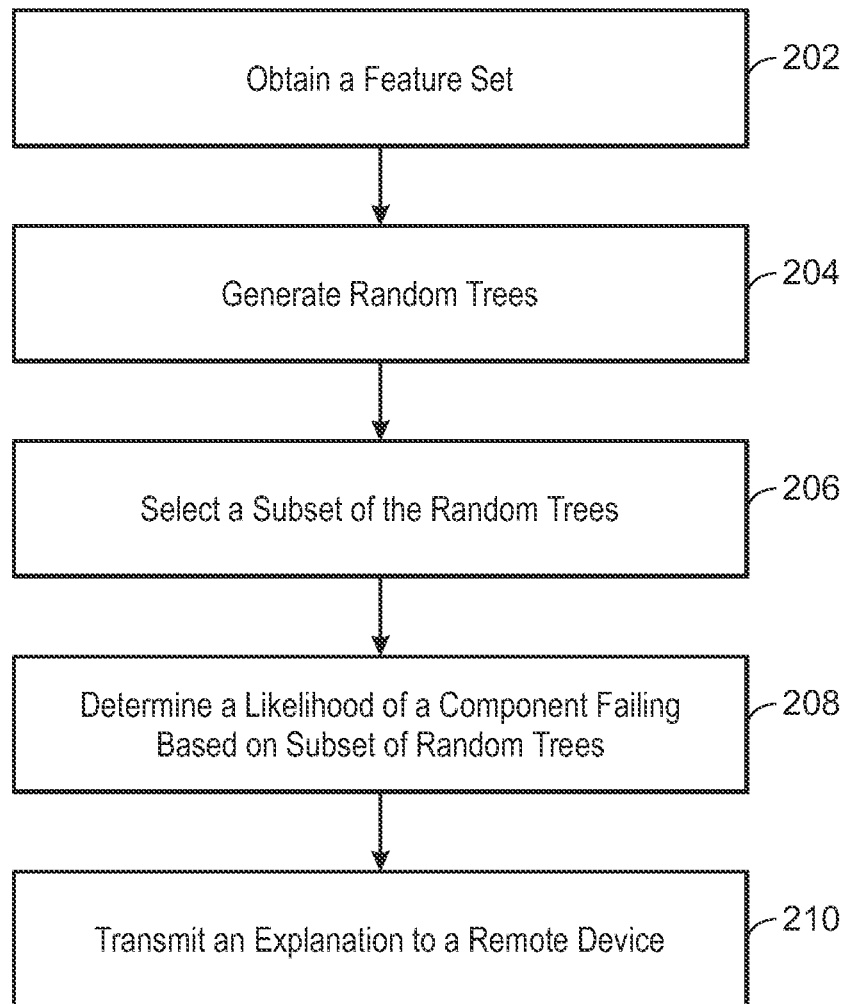 Obtain a Feature Set
202
Generate Random Trees
204
Select a Subset of the Random Trees
206
Determine a Likelihood of a Component Failing
Based on Subset of Random Trees
208
Transmit an Explanation to a Remote Device
210